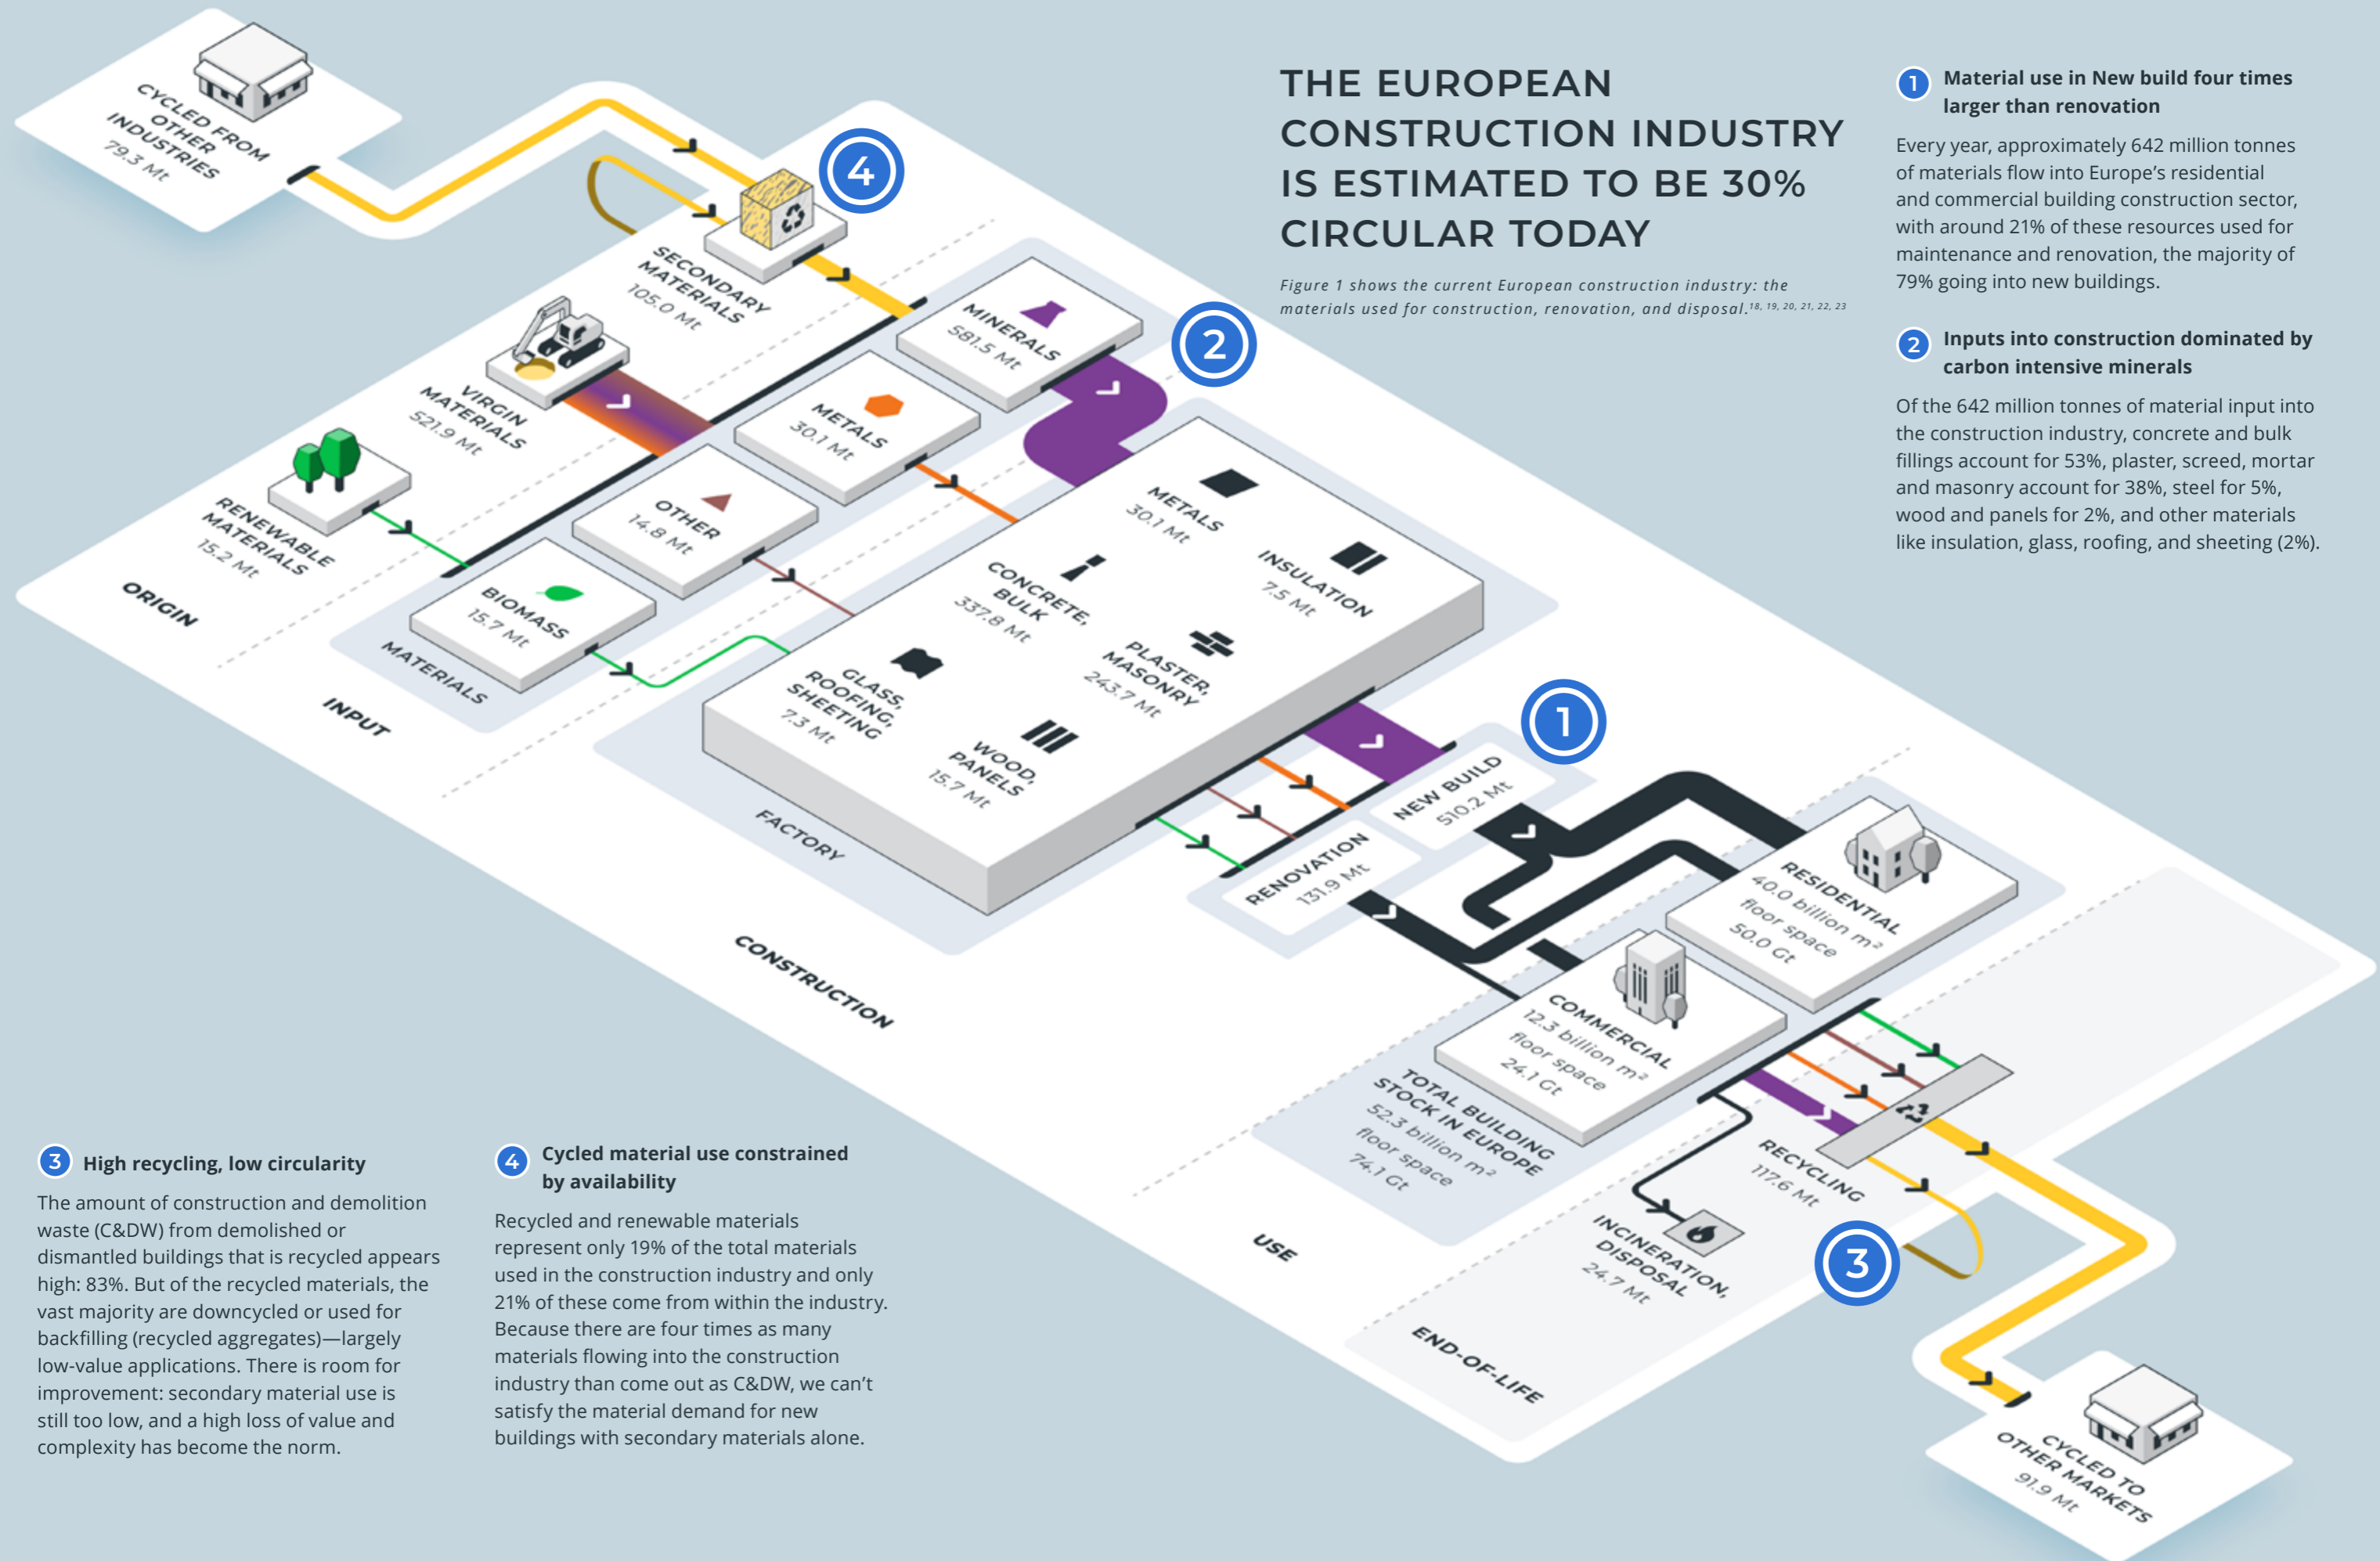 THE EUROPEAN
CONSTRUCTION INDUSTRY
IS ESTIMATED TO BE 30%
CIRCULAR TODAY
Figure 1 shows the current European construction industry: the
materials used for construction, renovation, and disposal.18, 19, 20, 21, 22, 23
1 Material use in New build four times
larger than renovation
Every year, approximately 642 million tonnes
of materials flow into Europe’s residential
and commercial building construction sector,
with around 21% of these resources used for
maintenance and renovation, the majority of
79% going into new buildings.
2 Inputs into construction dominated by
carbon intensive minerals
Of the 642 million tonnes of material input into
the construction industry, concrete and bulk
fillings account for 53%, plaster, screed, mortar
and masonry account for 38%, steel for 5%,
wood and panels for 2%, and other materials
like insulation, glass, roofing, and sheeting (2%).
CYCLED FROM
OTHER
INDUSTRIES
79.3 Mt
4
SECONDARY
MATERIALS
105.0 Mt
VIRGIN
MATERIALS
521.9 Mt
RENEWABLE
MATERIALS
15.2 Mt
ORIGIN
2
MINERALS
581.5 Mt
METALS
30.1 Mt
OTHER
14.8 Mt
BIOMASS
15.7 Mt
MATERIALS
INPUT
METALS
30.1 Mt
INSULATION
7.5 Mt
CONCRETE,
BULK
337.8 Mt
PLASTER,
MASONRY
243.7 Mt
GLASS,
ROOFING,
SHEETING
7.3 Mt
WOOD,
PANELS
15.7 Mt
FACTORY
1
NEW BUILD
510.2 Mt
RENOVATION
131.9 Mt
CONSTRUCTION
RESIDENTIAL
40.0 billion m²
floor space
50.0 Gt
COMMERCIAL
12.3 billion m²
floor space
24.1 Gt
TOTAL BUILDING
STOCK IN EUROPE
52.3 billion m²
floor space
74.1 Gt
USE
RECYCLING
117.6 Mt
3
INCINERATION,
DISPOSAL
24.7 Mt
END-OF-LIFE
CYCLED TO
OTHER MARKETS
91.9 Mt
3 High recycling, low circularity
The amount of construction and demolition
waste (C&DW) from demolished or
dismantled buildings that is recycled appears
high: 83%. But of the recycled materials, the
vast majority are downcycled or used for
backfilling (recycled aggregates)—largely
low-value applications. There is room for
improvement: secondary material use is
still too low, and a high loss of value and
complexity has become the norm.
4 Cycled material use constrained
by availability
Recycled and renewable materials
represent only 19% of the total materials
used in the construction industry and only
21% of these come from within the industry.
Because there are four times as many
materials flowing into the construction
industry than come out as C&DW, we can’t
satisfy the material demand for new
buildings with secondary materials alone.